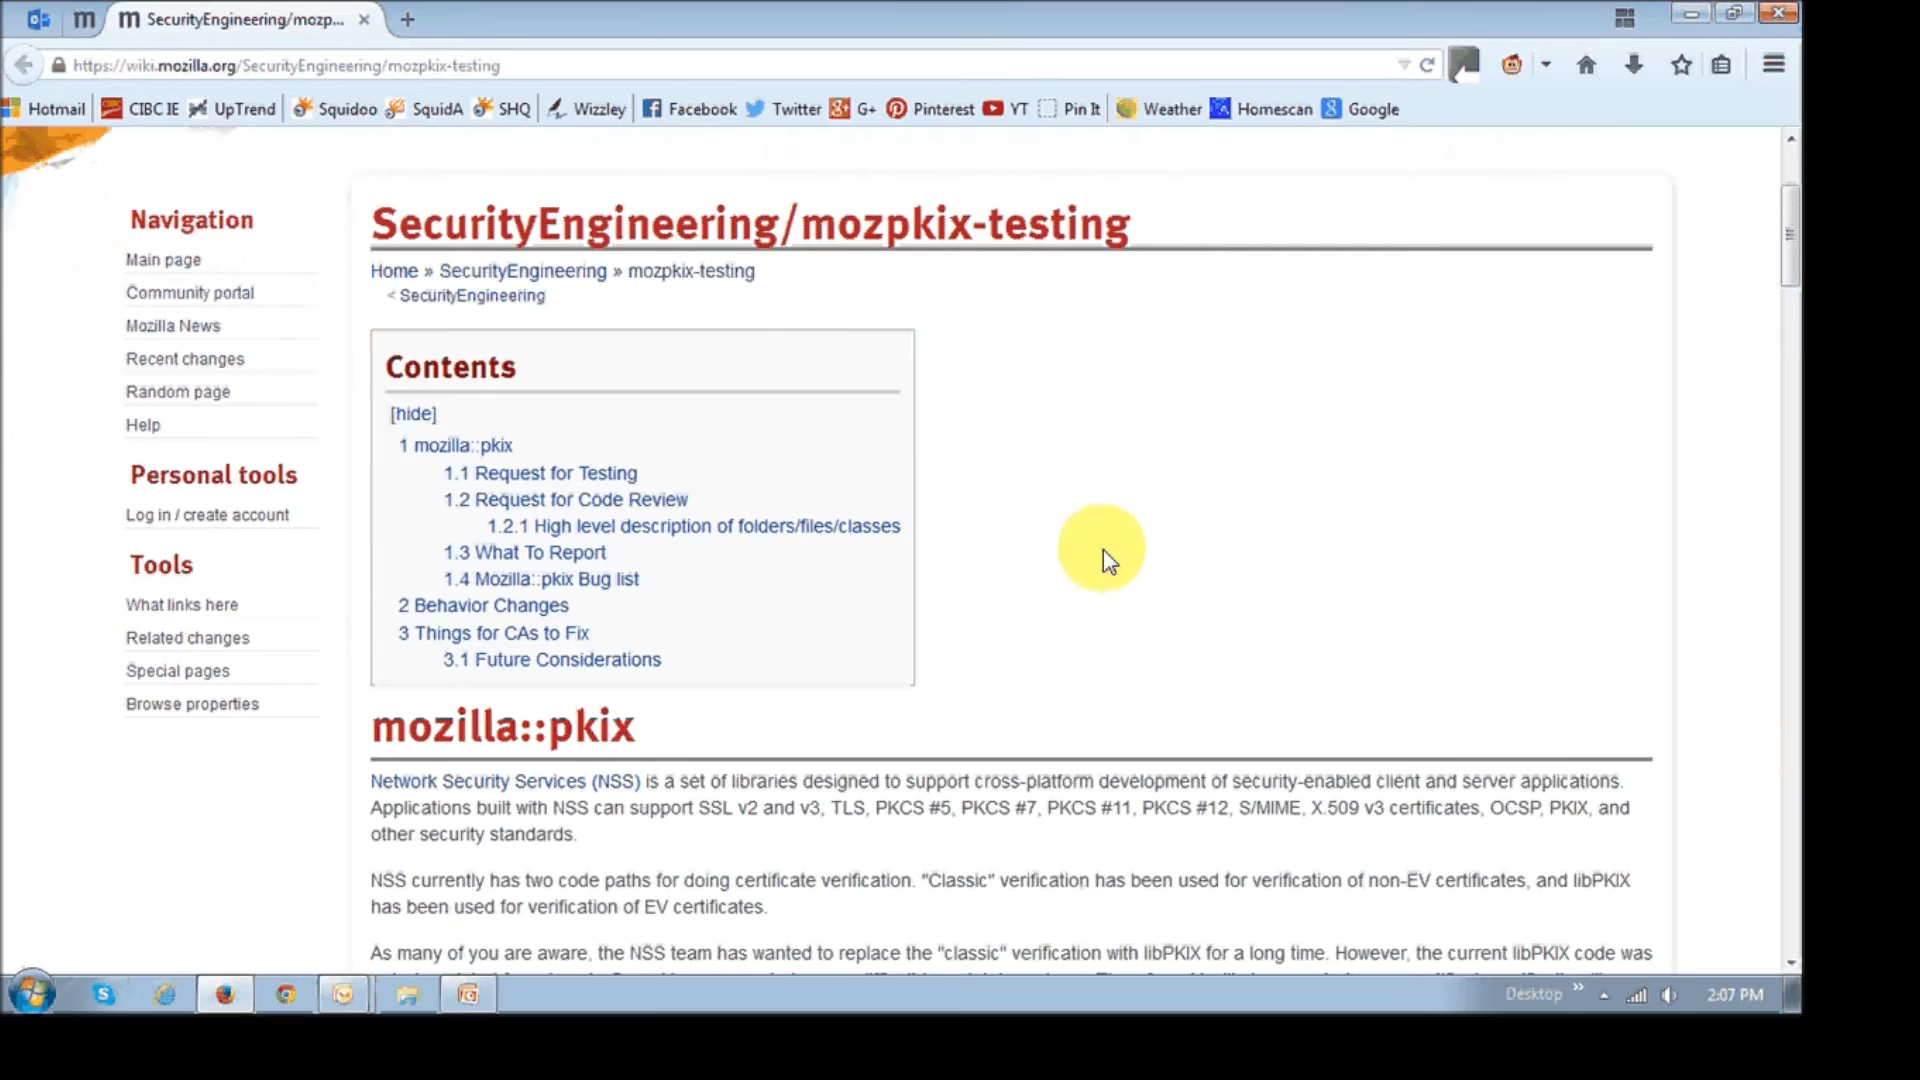 SecurityEngineering/mozp...
https://wiki.mozilla.org/SecurityEngineering/mozpkix-testing
Hotmail CIBC IE UpTrend Squidoo SquidA SHQ Wizzley Facebook Twitter G+ Pinterest YT Pin It Weather Homescan Google
Navigation
Main page
Community portal
Mozilla News
Recent changes
Random page
Help
Personal tools
Log in / create account
Tools
What links here
Related changes
Special pages
Browse properties
SecurityEngineering/mozpkix-testing
Home » SecurityEngineering » mozpkix-testing
< SecurityEngineering
Contents
[hide]
1 mozilla::pkix
1.1 Request for Testing
1.2 Request for Code Review
1.2.1 High level description of folders/files/classes
1.3 What To Report
1.4 Mozilla::pkix Bug list
2 Behavior Changes
3 Things for CAs to Fix
3.1 Future Considerations
mozilla::pkix
Network Security Services (NSS) is a set of libraries designed to support cross-platform development of security-enabled client and server applications.
Applications built with NSS can support SSL v2 and v3, TLS, PKCS #5, PKCS #7, PKCS #11, PKCS #12, S/MIME, X.509 v3 certificates, OCSP, PKIX, and
other security standards.
NSS currently has two code paths for doing certificate verification. "Classic" verification has been used for verification of non-EV certificates, and libPKIX
has been used for verification of EV certificates.
As many of you are aware, the NSS team has wanted to replace the "classic" verification with libPKIX for a long time. However, the current libPKIX code was
Desktop
2:07 PM